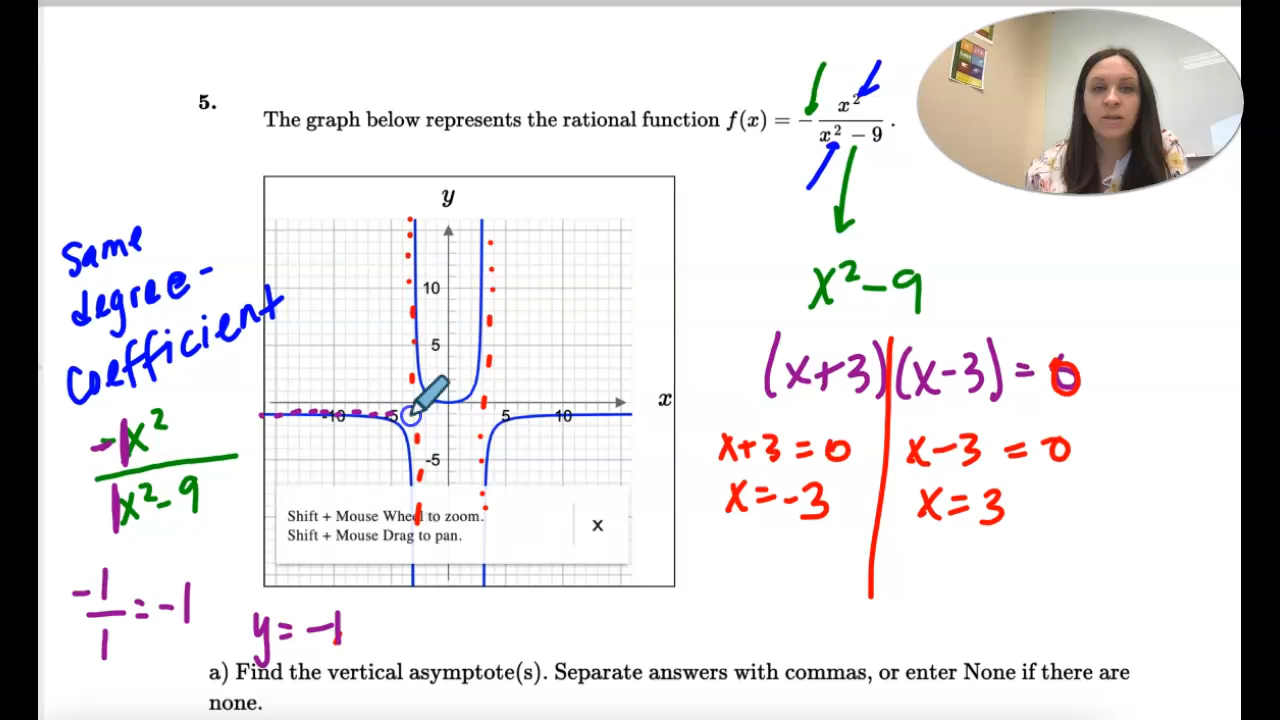 5.
The graph below represents the rational function f(x) = - x² / (x² - 9) .
y
10
5
-10
-5
5
10
x
-5
Shift + Mouse Wheel to zoom.
Shift + Mouse Drag to pan.
x
same
degree -
coefficient
-1x²
1x² - 9
-1/1 = -1
y = -1
x² - 9
(x+3)(x-3) = 0
x+3 = 0
x = -3
x-3 = 0
x = 3
a) Find the vertical asymptote(s). Separate answers with commas, or enter None if there are
none.